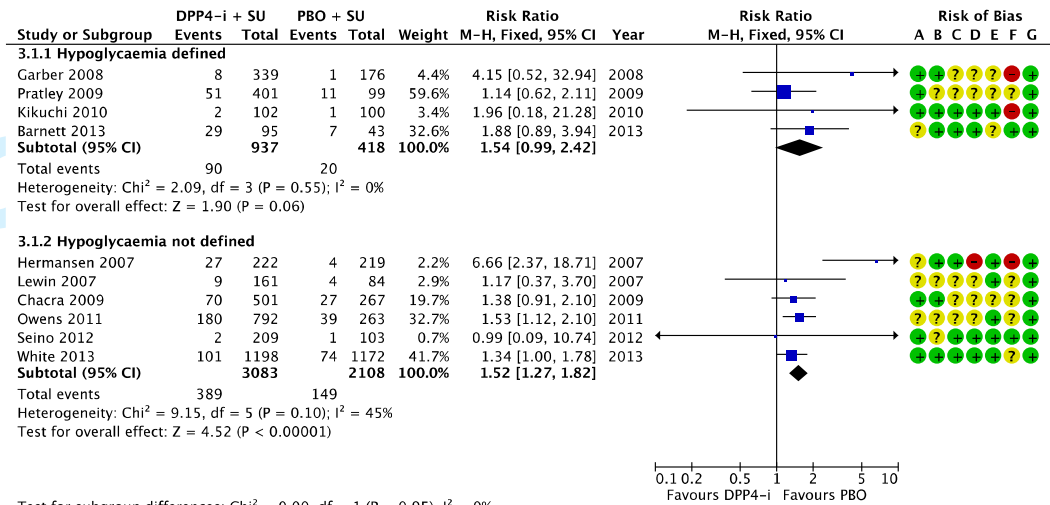 DPP4-i + SU PBO + SU Risk Ratio Risk Ratio Risk of Bias
Study or Subgroup Events Total Events Total Weight M-H, Fixed, 95% CI Year M-H, Fixed, 95% CI A B C D E F G
3.1.1 Hypoglycaemia defined
Garber 2008 8 339 1 176 4.4% 4.15 [0.52, 32.94] 2008 + + ? ? ? - +
Pratley 2009 51 401 11 99 59.6% 1.14 [0.62, 2.11] 2009 + ? ? ? ? ? +
Kikuchi 2010 2 102 1 100 3.4% 1.96 [0.18, 21.28] 2010 + + + + + - +
Barnett 2013 29 95 7 43 32.6% 1.88 [0.89, 3.94] 2013 ? + + + ? + +
Subtotal (95% CI) 937 418 100.0% 1.54 [0.99, 2.42]
Total events 90 20
Heterogeneity: Chi² = 2.09, df = 3 (P = 0.55); I² = 0%
Test for overall effect: Z = 1.90 (P = 0.06)
3.1.2 Hypoglycaemia not defined
Hermansen 2007 27 222 4 219 2.2% 6.66 [2.37, 18.71] 2007 ? + + - + - +
Lewin 2007 9 161 4 84 2.9% 1.17 [0.37, 3.70] 2007 ? ? ? ? + ? +
Chacra 2009 70 501 27 267 19.7% 1.38 [0.91, 2.10] 2009 + + ? ? ? ? +
Owens 2011 180 792 39 263 32.7% 1.53 [1.12, 2.10] 2011 ? ? ? ? + ? +
Seino 2012 2 209 1 103 0.7% 0.99 [0.09, 10.74] 2012 + ? + + + + +
White 2013 101 1198 74 1172 41.7% 1.34 [1.00, 1.78] 2013 + + + + + ? +
Subtotal (95% CI) 3083 2108 100.0% 1.52 [1.27, 1.82]
Total events 389 149
Heterogeneity: Chi² = 9.15, df = 5 (P = 0.10); I² = 45%
Test for overall effect: Z = 4.52 (P < 0.00001)
0.1 0.2 0.5 1 2 5 10
Favours DPP4-i Favours PBO
Test for subgroup differences: Chi² = 0.00, df = 1 (P = 0.95), I² = 0%